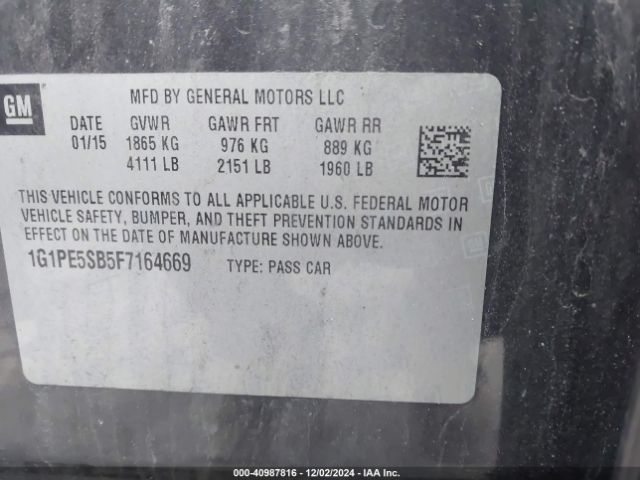 GM
MFD BY GENERAL MOTORS LLC
DATE GVWR GAWR FRT GAWR RR
01/15 1865 KG 976 KG 889 KG
4111 LB 2151 LB 1960 LB
THIS VEHICLE CONFORMS TO ALL APPLICABLE U.S. FEDERAL MOTOR
VEHICLE SAFETY, BUMPER, AND THEFT PREVENTION STANDARDS IN
EFFECT ON THE DATE OF MANUFACTURE SHOWN ABOVE.
1G1PE5SB5F7164669 TYPE: PASS CAR
000-40987816 - 12/02/2024 - IAA Inc.